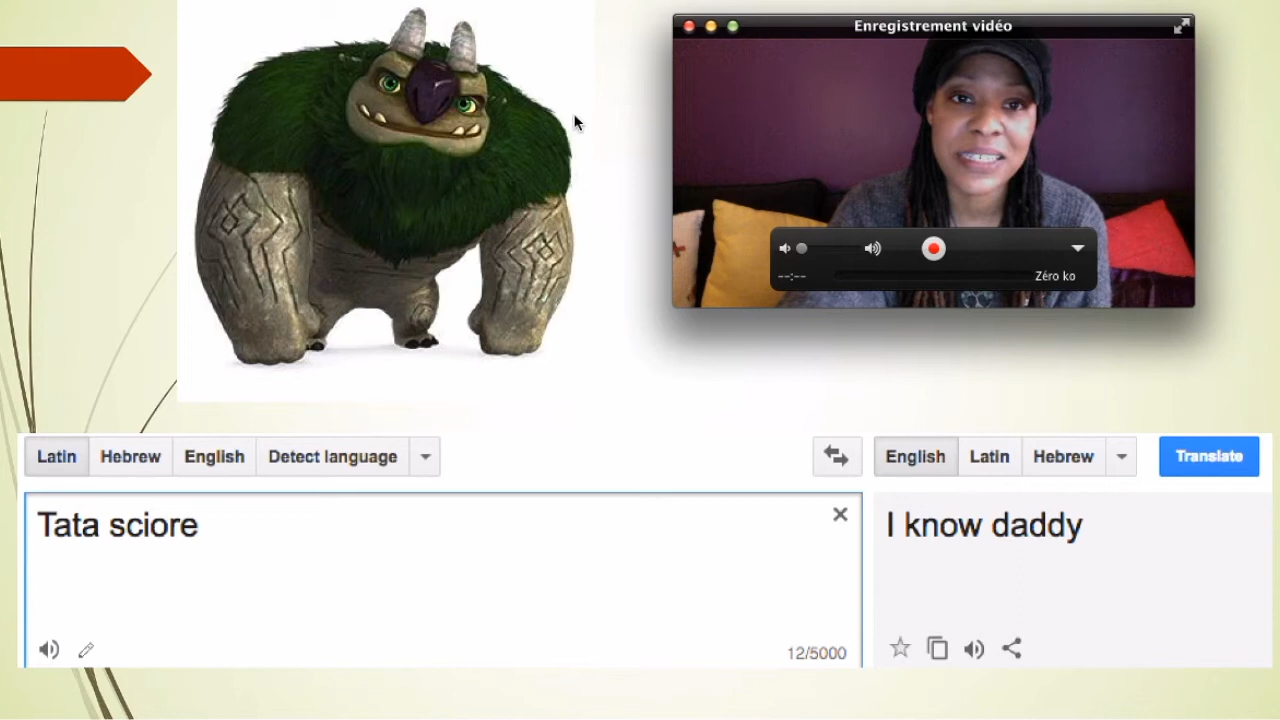 Enregistrement vidéo
--:--
Zéro ko
Latin Hebrew English Detect language
English Latin Hebrew
Translate
Tata sciore
12/5000
I know daddy